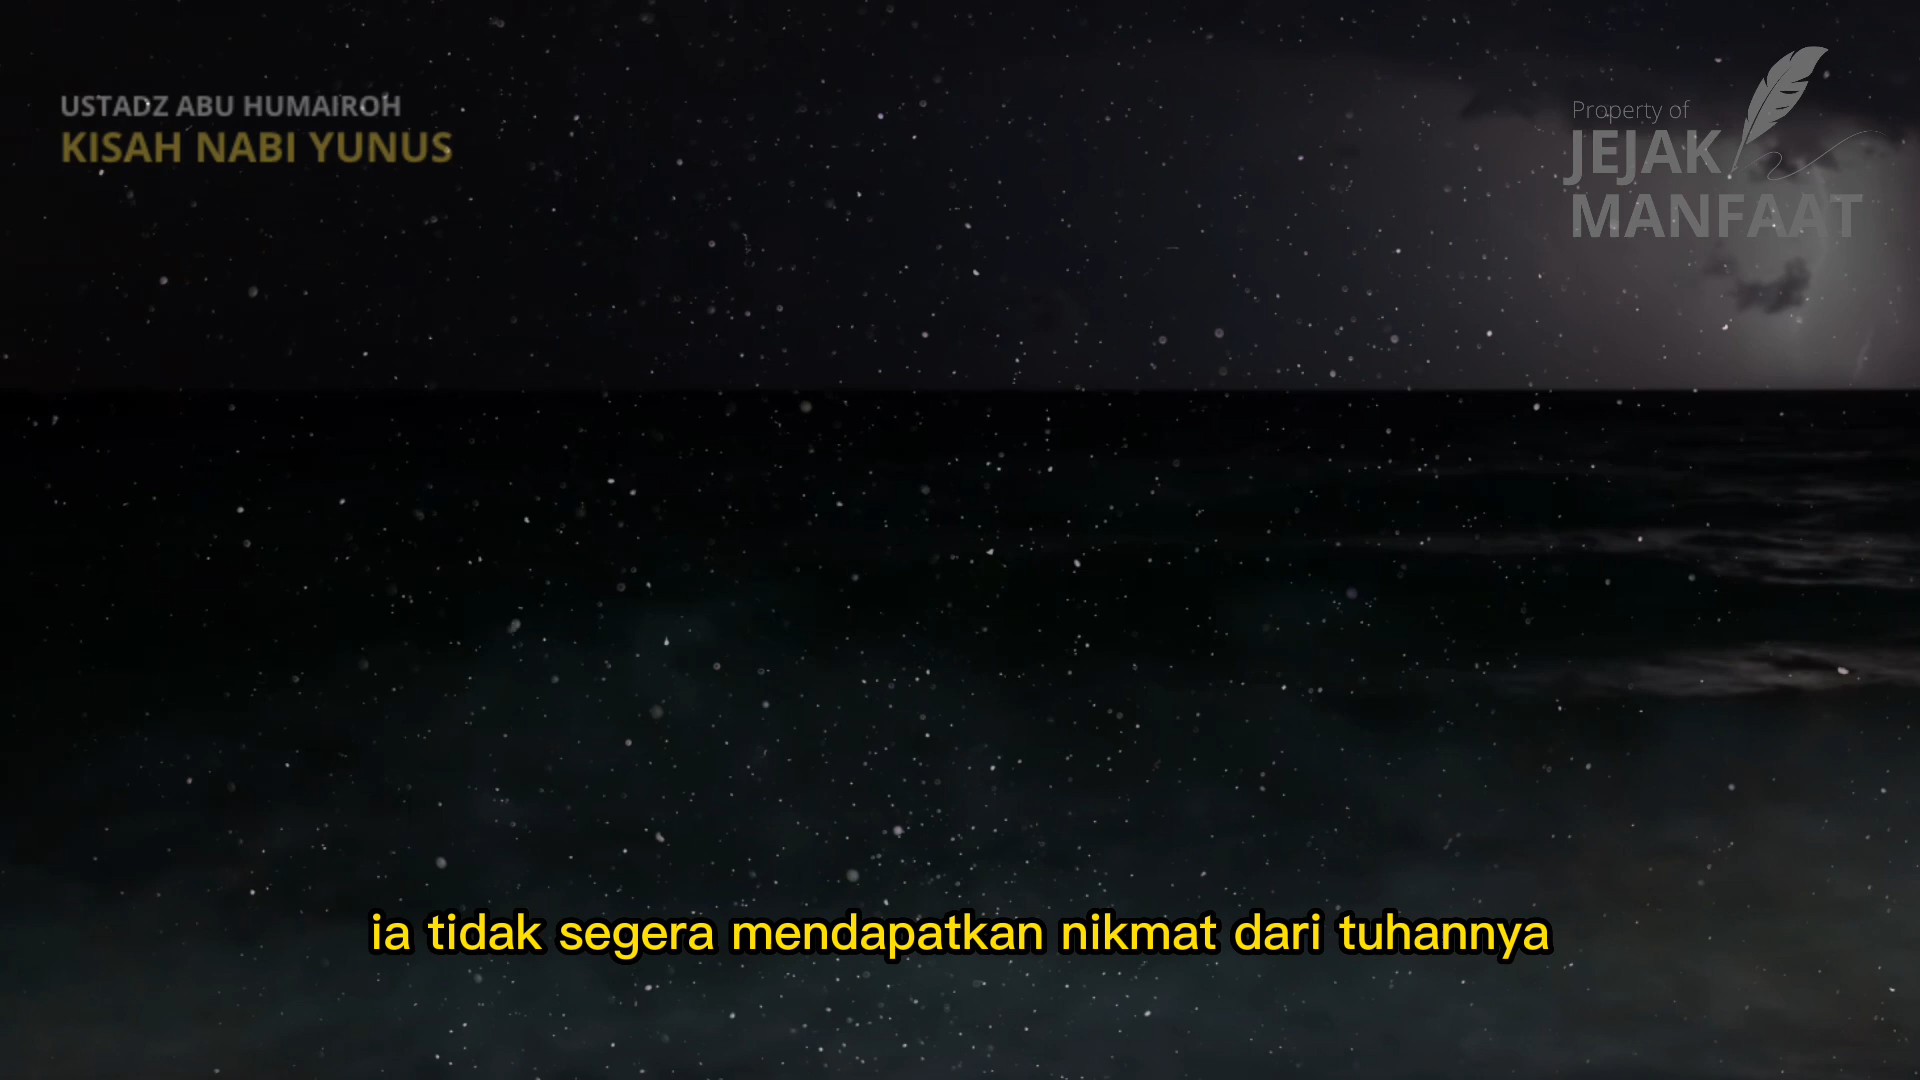 USTADZ ABU HUMAIROH
KISAH NABI YUNUS
Property of
JEJAK
MANFAAT
ia tidak segera mendapatkan nikmat dari tuhannya